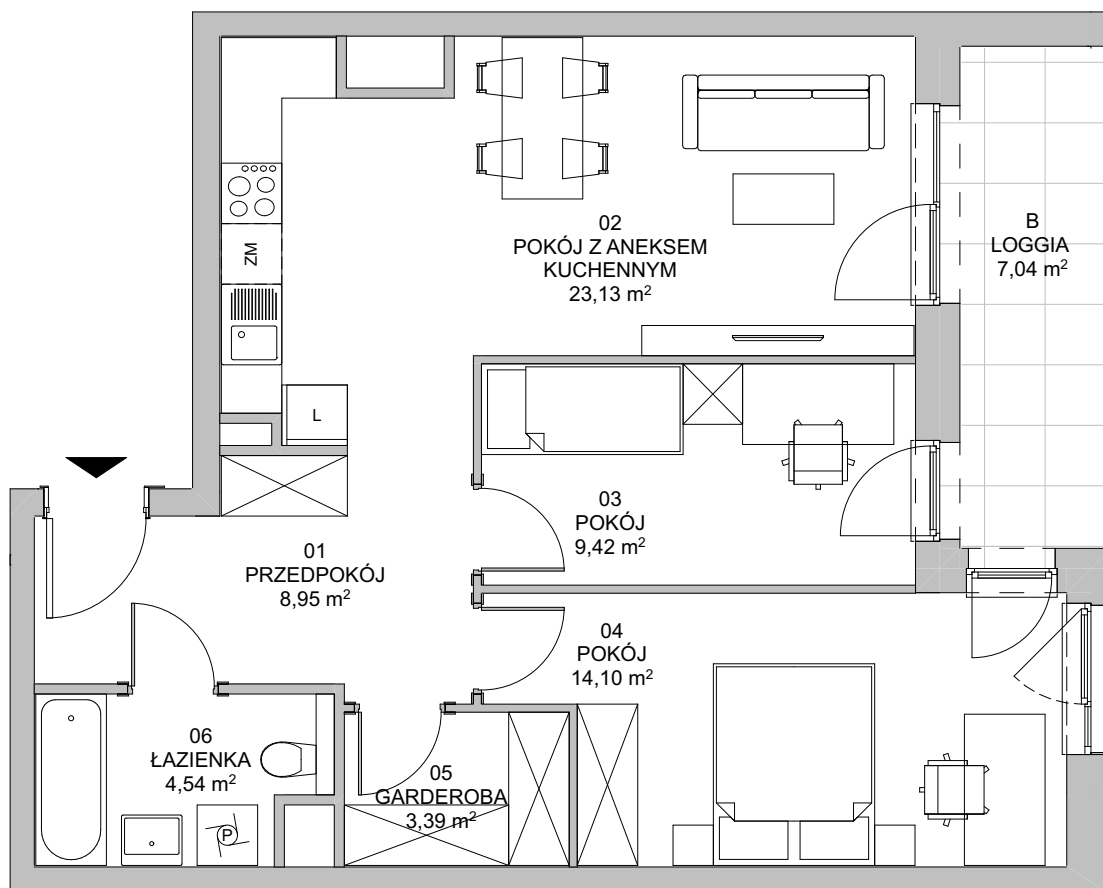 02
POKÓJ Z ANEKSEM
KUCHENNYM
23,13 m²
B
LOGGIA
7,04 m²
ZM
L
03
POKÓJ
9,42 m²
01
PRZEDPOKÓJ
8,95 m²
04
POKÓJ
14,10 m²
06
ŁAZIENKA
4,54 m²
05
GARDEROBA
3,39 m²
P